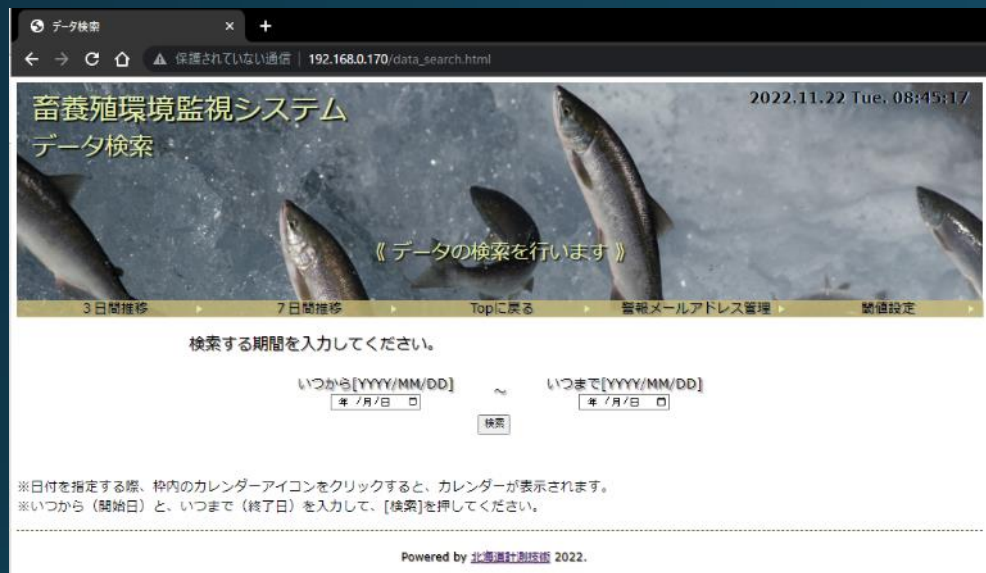 データ検索
保護されていない通信 | 192.168.0.170/data_search.html
畜養殖環境監視システム
2022.11.22 Tue. 08:45:17
データ検索
《 データの検索を行います 》
3日間推移 7日間推移 Topに戻る 警報メールアドレス管理 閾値設定
検索する期間を入力してください。
いつから[YYYY/MM/DD] ～ いつまで[YYYY/MM/DD]
年 /月/日 年 /月/日
検索
※日付を指定する際、枠内のカレンダーアイコンをクリックすると、カレンダーが表示されます。
※いつから（開始日）と、いつまで（終了日）を入力して、[検索]を押してください。
Powered by 北海道計測技術 2022.